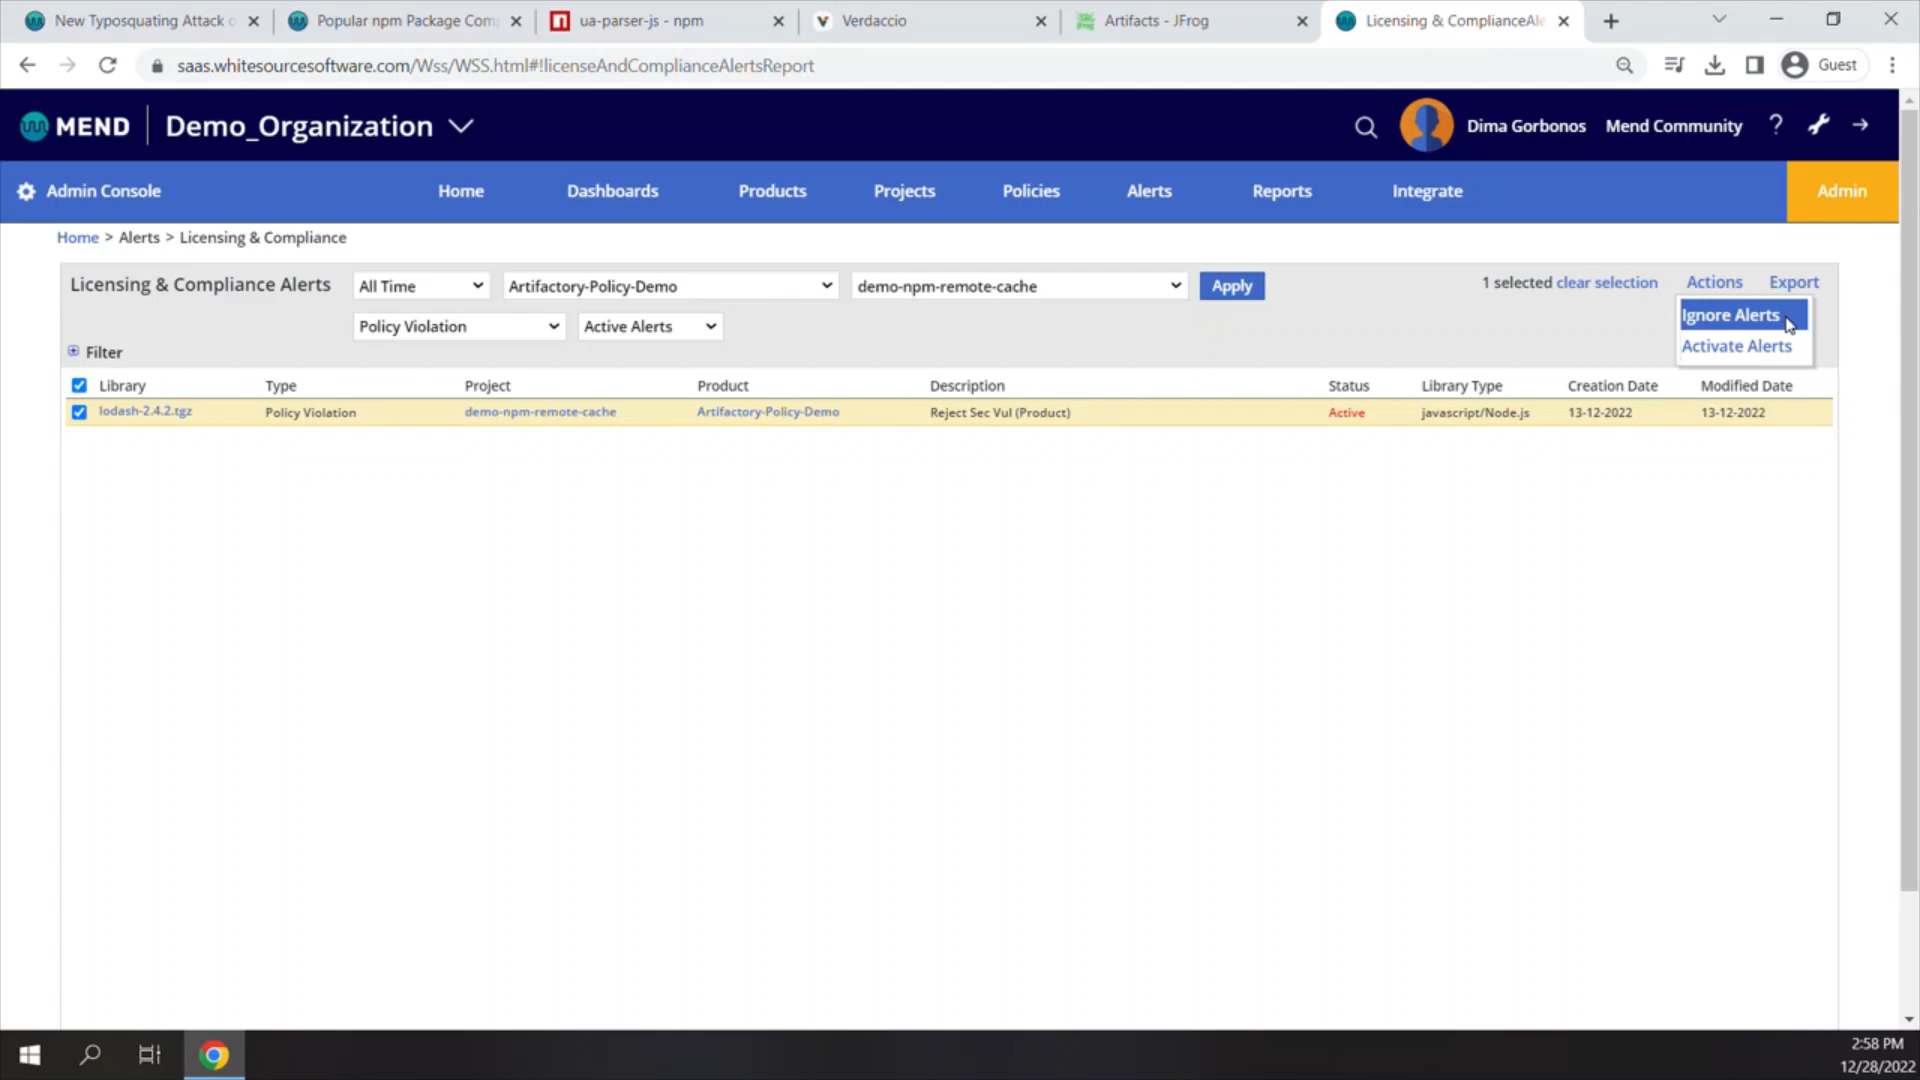 New Typosquating Attack o
Popular npm Package Com
ua-parser-js - npm
Verdaccio
Artifacts - JFrog
Licensing & ComplianceAle
saas.whitesourcesoftware.com/Wss/WSS.html#!licenseAndComplianceAlertsReport
Guest
MEND
Demo_Organization
Dima Gorbonos
Mend Community
?
Admin Console
Home
Dashboards
Products
Projects
Policies
Alerts
Reports
Integrate
Admin
Home > Alerts > Licensing & Compliance
Licensing & Compliance Alerts
All Time
Artifactory-Policy-Demo
demo-npm-remote-cache
Apply
1 selected clear selection
Actions
Export
Policy Violation
Active Alerts
Ignore Alerts
Activate Alerts
Filter
Library Type Project Product Description Status Library Type Creation Date Modified Date
lodash-2.4.2.tgz Policy Violation demo-npm-remote-cache Artifactory-Policy-Demo Reject Sec Vul (Product) Active javascript/Node.js 13-12-2022 13-12-2022
2:58 PM
12/28/2022